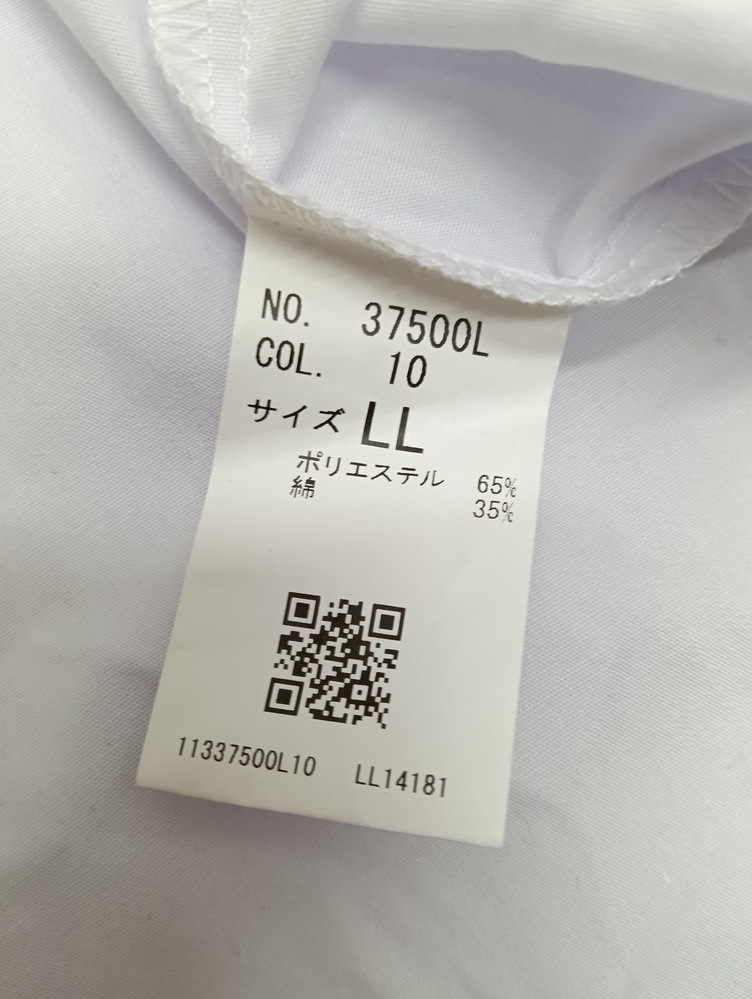 NO. 37500L
COL. 10
サイズ LL
ポリエステル 65%
綿 35%
11337500L10 LL14181